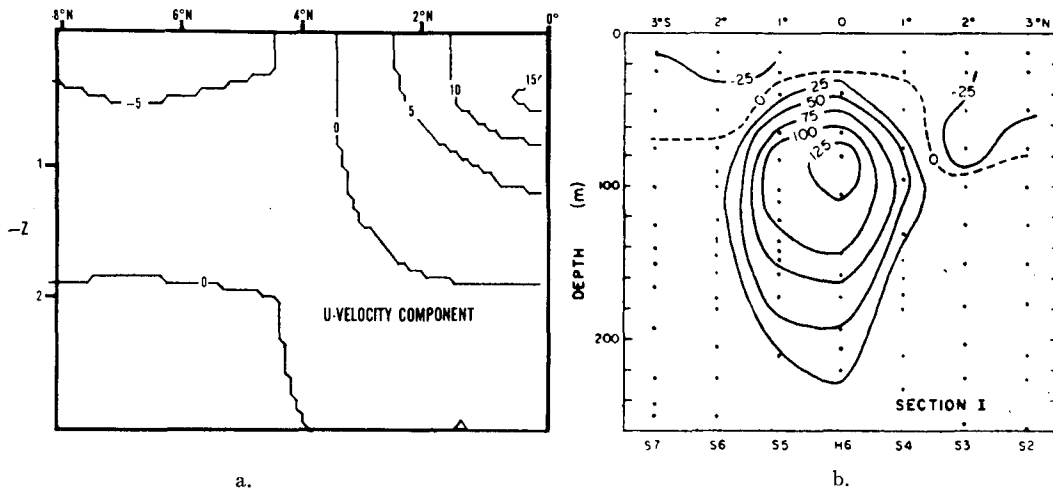 8°N 6°N 4°N 2°N 0°
-5
0
5
10
15
1
-Z
0
2
U-VELOCITY COMPONENT
a.
3°S 2° 1° 0 1° 2° 3°N
0
-25
0
25
50
75
100
125
-25
0
100
200
DEPTH (m)
SECTION I
S7 S6 S5 H6 S4 S3 S2
b.